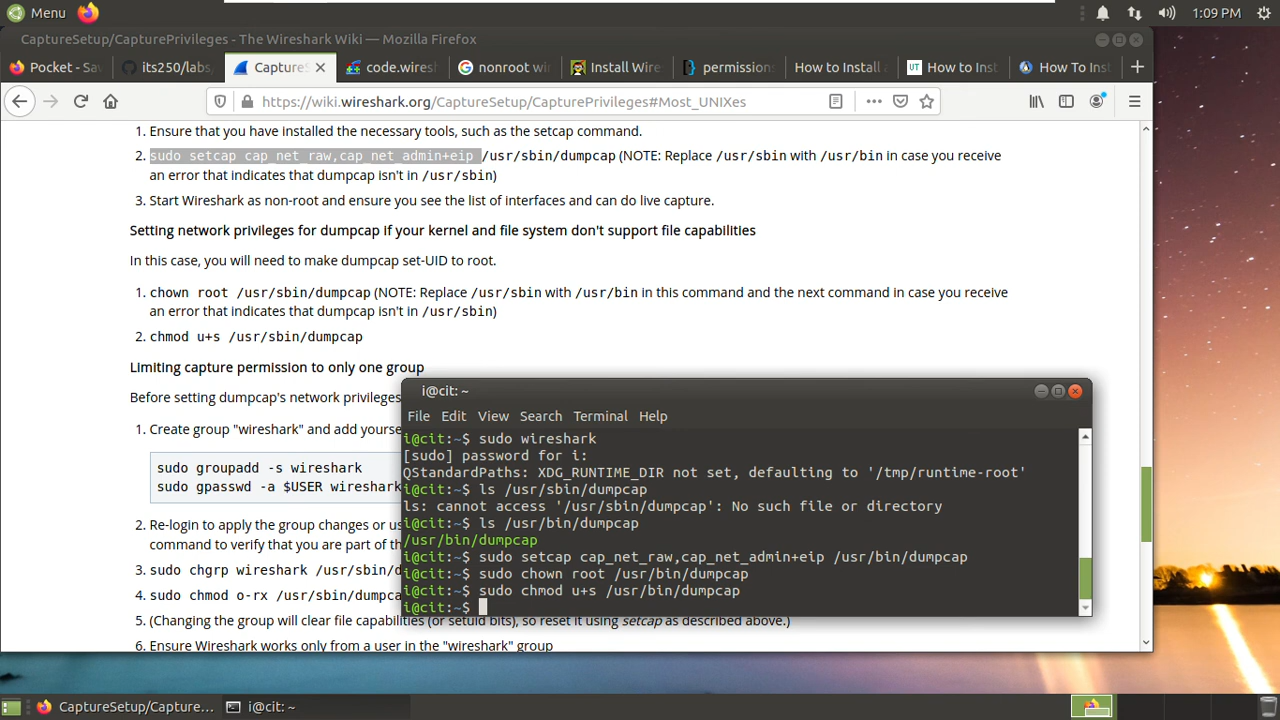 Menu
1:09 PM
CaptureSetup/CapturePrivileges - The Wireshark Wiki — Mozilla Firefox
Pocket - Sav
its250/labs,
CaptureS
code.wiresh
nonroot wi
Install Wire
permissions
How to Install a
How to Inst
How To Inst
https://wiki.wireshark.org/CaptureSetup/CapturePrivileges#Most_UNIXes
1. Ensure that you have installed the necessary tools, such as the setcap command.
2. sudo setcap cap_net_raw,cap_net_admin+eip /usr/sbin/dumpcap (NOTE: Replace /usr/sbin with /usr/bin in case you receive
an error that indicates that dumpcap isn't in /usr/sbin)
3. Start Wireshark as non-root and ensure you see the list of interfaces and can do live capture.
Setting network privileges for dumpcap if your kernel and file system don't support file capabilities
In this case, you will need to make dumpcap set-UID to root.
1. chown root /usr/sbin/dumpcap (NOTE: Replace /usr/sbin with /usr/bin in this command and the next command in case you receive
an error that indicates that dumpcap isn't in /usr/sbin)
2. chmod u+s /usr/sbin/dumpcap
Limiting capture permission to only one group
Before setting dumpcap's network privileges
1. Create group "wireshark" and add yourse
sudo groupadd -s wireshark
sudo gpasswd -a $USER wireshark
2. Re-login to apply the group changes or us
command to verify that you are part of th
3. sudo chgrp wireshark /usr/sbin/d
4. sudo chmod o-rx /usr/sbin/dumpc
5. (Changing the group will clear file capabilities (or setuid bits), so reset it using setcap as described above.)
6. Ensure Wireshark works only from a user in the "wireshark" group
i@cit: ~
File Edit View Search Terminal Help
i@cit:~$ sudo wireshark
[sudo] password for i:
QStandardPaths: XDG_RUNTIME_DIR not set, defaulting to '/tmp/runtime-root'
i@cit:~$ ls /usr/sbin/dumpcap
ls: cannot access '/usr/sbin/dumpcap': No such file or directory
i@cit:~$ ls /usr/bin/dumpcap
/usr/bin/dumpcap
i@cit:~$ sudo setcap cap_net_raw,cap_net_admin+eip /usr/bin/dumpcap
i@cit:~$ sudo chown root /usr/bin/dumpcap
i@cit:~$ sudo chmod u+s /usr/bin/dumpcap
i@cit:~$
CaptureSetup/Capture...
i@cit: ~